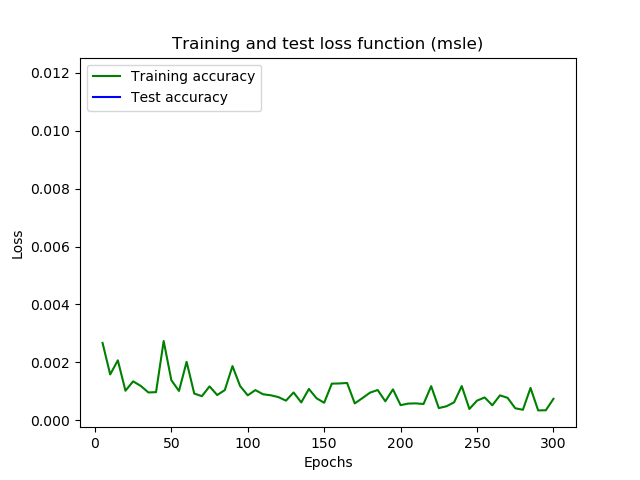 Training and test loss function (msle)
Training accuracy
Test accuracy
0.012
0.010
0.008
0.006
0.004
0.002
0.000
Loss
0 50 100 150 200 250 300
Epochs